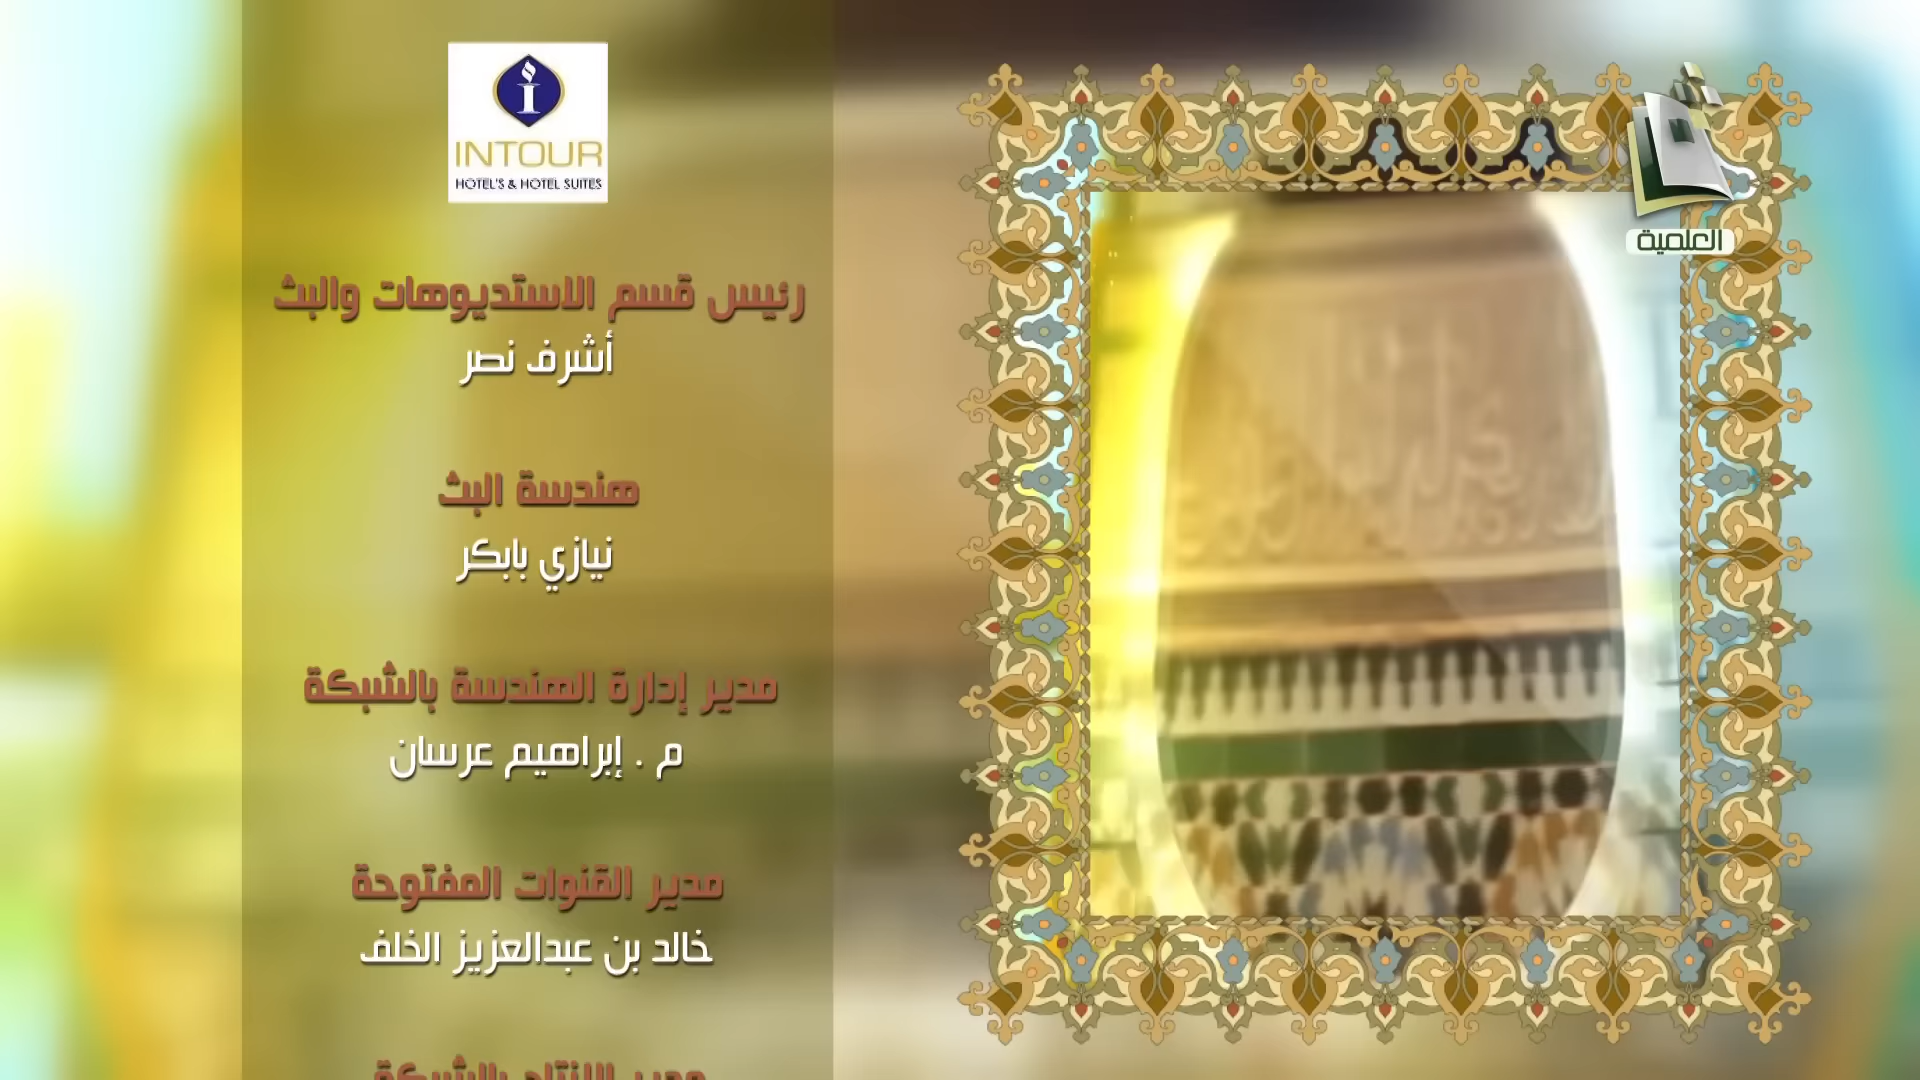 INTOUR
HOTEL'S & HOTEL SUITES
العلمية
رئيس قسم الاستديوهات والبث
أشرف نصر
هندسة البث
نيازي بابكر
مدير إدارة الهندسة بالشبكة
م . إبراهيم عرسان
مدير القنوات المفتوحة
خالد بن عبدالعزيز الخلف